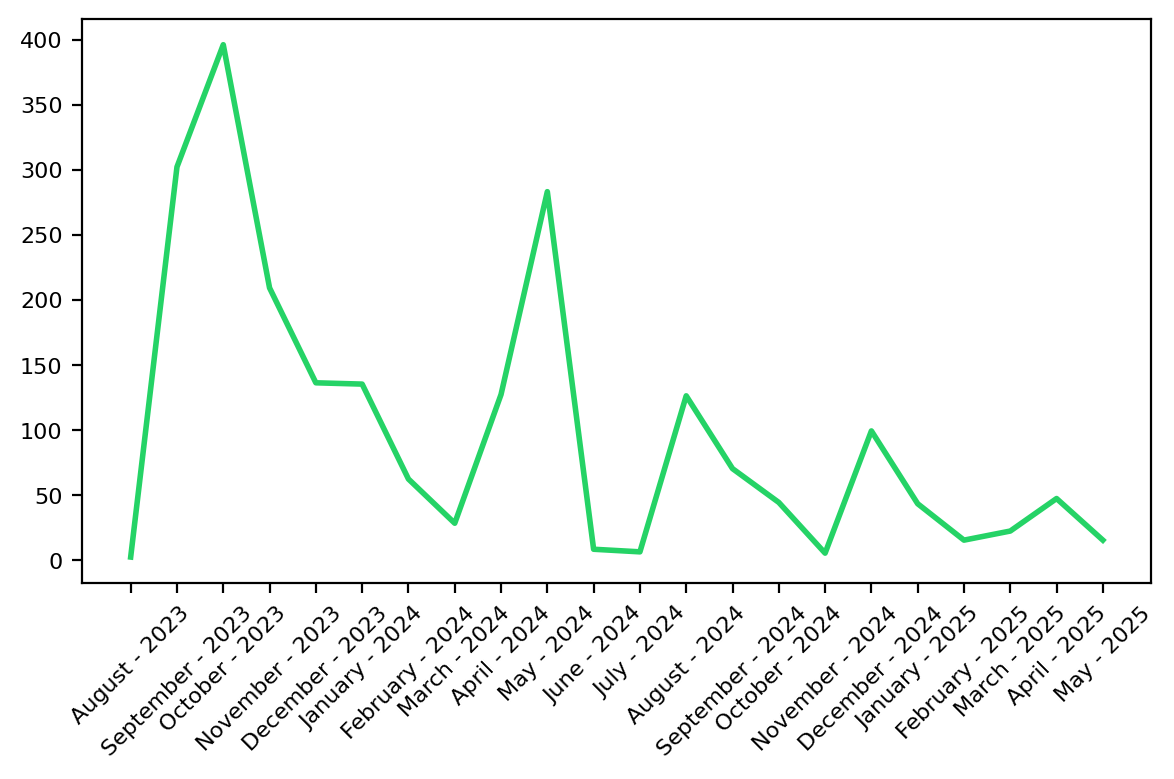 400
350
300
250
200
150
100
50
0
August - 2023
September - 2023
October - 2023
November - 2023
December - 2023
January - 2024
February - 2024
March - 2024
April - 2024
May - 2024
June - 2024
July - 2024
August - 2024
September - 2024
October - 2024
November - 2024
December - 2024
January - 2025
February - 2025
March - 2025
April - 2025
May - 2025